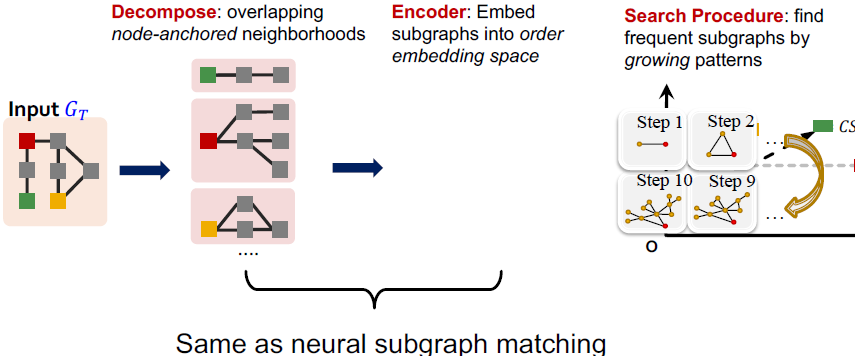 Decompose: overlapping
node-anchored neighborhoods
Encoder: Embed
subgraphs into order
embedding space
Search Procedure: find
frequent subgraphs by
growing patterns
Input G_T
Step 1
Step 2
...
CS
Step 10
Step 9
...
O
....
Same as neural subgraph matching